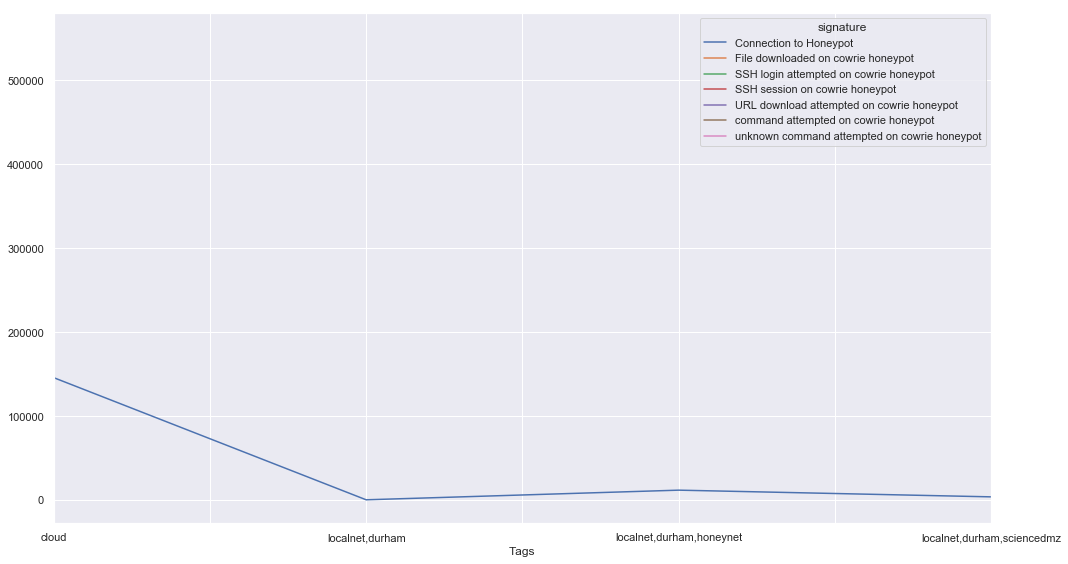 signature
Connection to Honeypot
File downloaded on cowrie honeypot
SSH login attempted on cowrie honeypot
SSH session on cowrie honeypot
URL download attempted on cowrie honeypot
command attempted on cowrie honeypot
unknown command attempted on cowrie honeypot
500000
400000
300000
200000
100000
0
cloud
localnet,durham
localnet,durham,honeynet
localnet,durham,sciencedmz
Tags